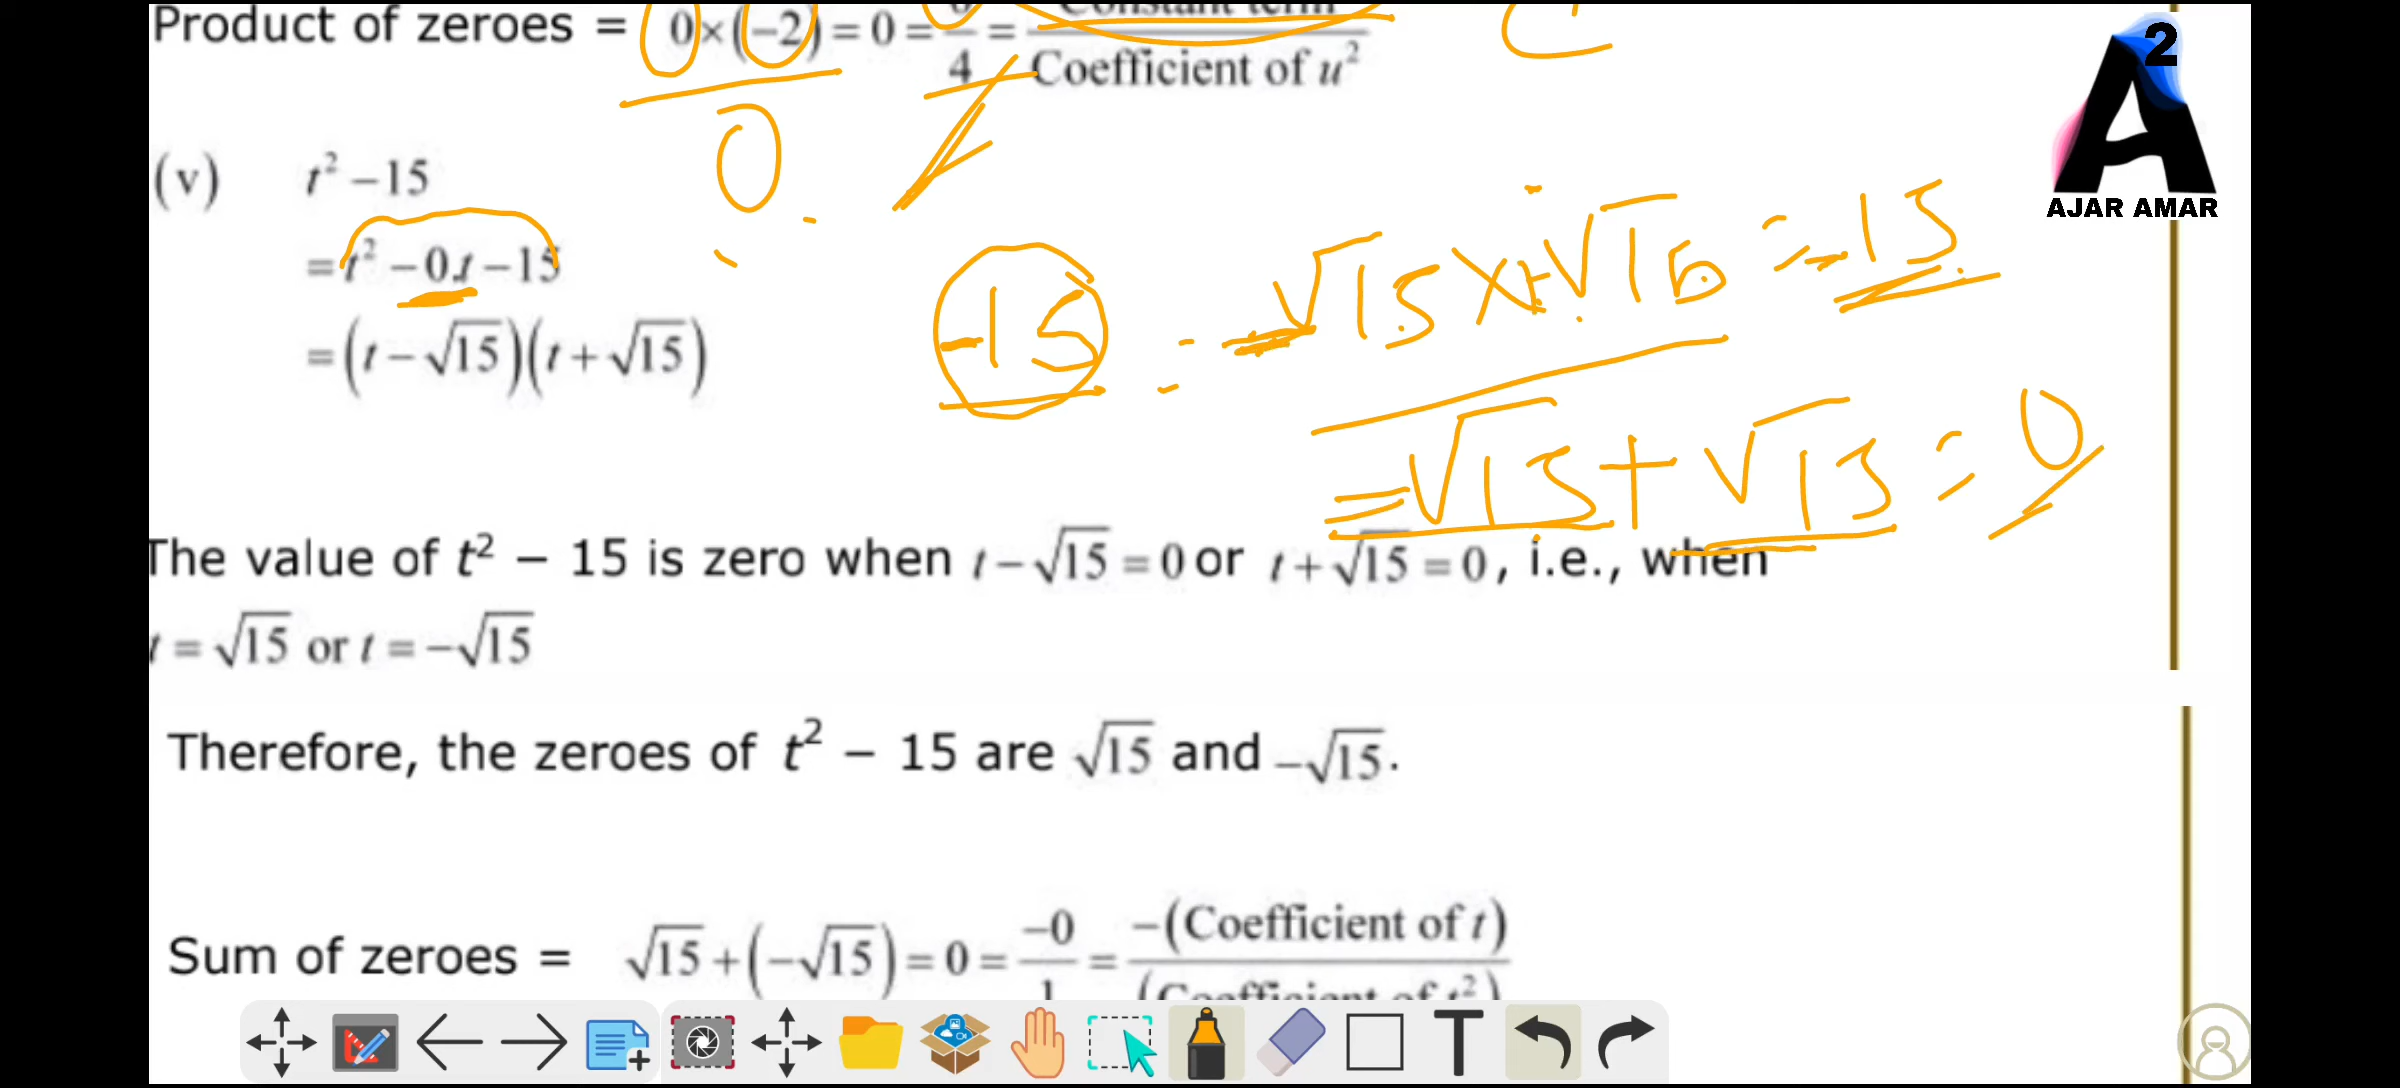 Product of zeroes = 0×(−2) = 0 = 0/4 = Constant term / Coefficient of u²
C
2
AJAR AMAR
0
(v) t² − 15
= t² − 0.t − 15
= (t − √15)(t + √15)
−15 = −√15 × +√15 = −15
= −√15 + √15 = 0
The value of t² − 15 is zero when t − √15 = 0 or t + √15 = 0, i.e., when
t = √15 or t = −√15
Therefore, the zeroes of t² − 15 are √15 and −√15.
Sum of zeroes = √15 + (−√15) = 0 = −0/1 = −(Coefficient of t) / (Coefficient of t²)
T